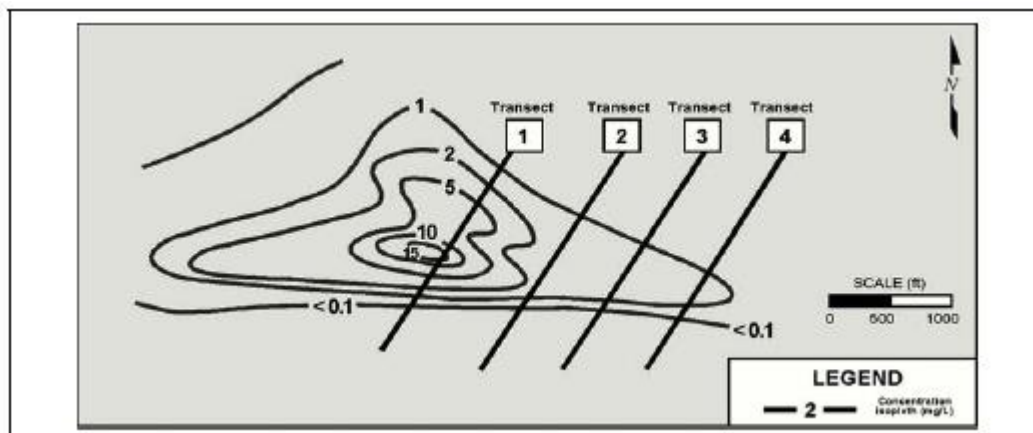 N
Transect Transect Transect Transect
1 2 3 4
1
2
5
10
15
SCALE (ft)
0 500 1000
<0.1
<0.1
LEGEND
2 Concentration
Isopleth (mg/L)